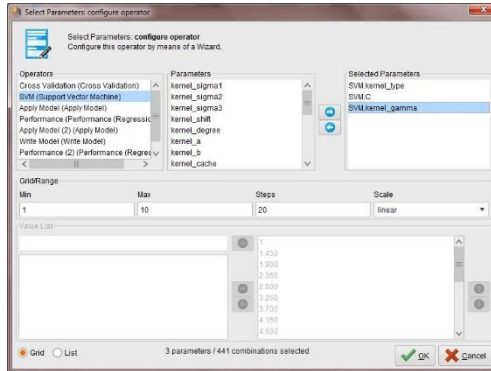 Select Parameters: configure operator
Select Parameters: configure operator
Configure this operator by means of a Wizard.
Operators
Cross Validation (Cross Validation)
SVM (Support Vector Machine)
Apply Model (Apply Model)
Performance (Performance (Regressio
Apply Model (2) (Apply Model)
Write Model (Write Model)
Performance (2) (Performance (Regres
Parameters
kernel_sigma1
kernel_sigma2
kernel_sigma3
kernel_shift
kernel_degree
kernel_a
kernel_b
kernel_cache
Selected Parameters
SVM.kernel_type
SVM.C
SVM.kernel_gamma
Grid/Range
Min
Max
Steps
Scale
1
10
20
linear
Value List
1
1.450
1.900
2.350
2.800
3.250
3.700
4.150
4.600
Grid
List
3 parameters / 441 combinations selected
OK
Cancel